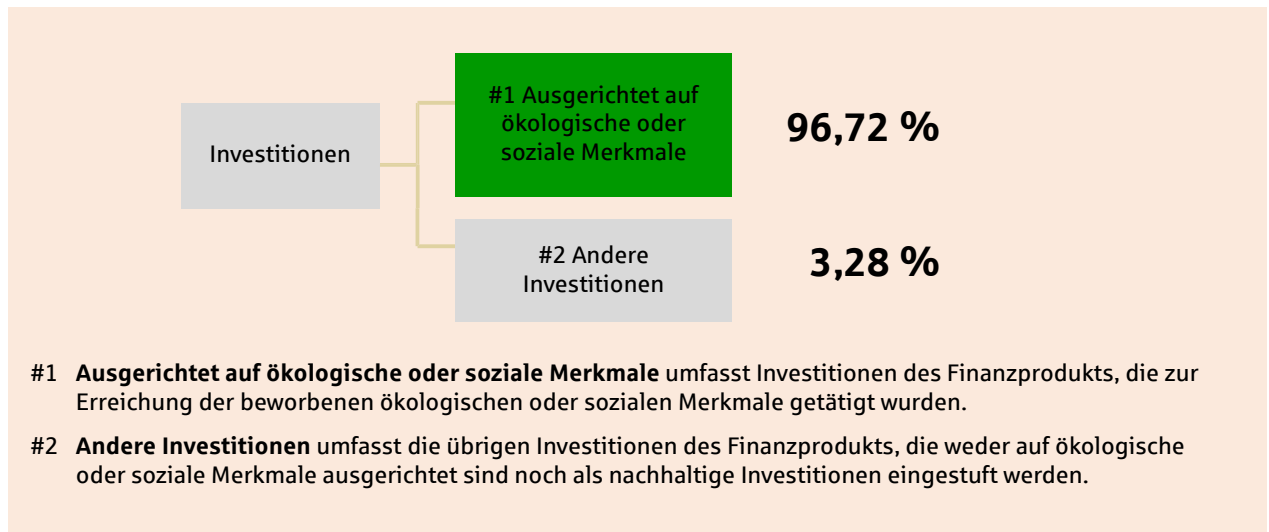 Investitionen
#1 Ausgerichtet auf
ökologische oder
soziale Merkmale
96,72 %
#2 Andere
Investitionen
3,28 %
#1 Ausgerichtet auf ökologische oder soziale Merkmale umfasst Investitionen des Finanzprodukts, die zur
Erreichung der beworbenen ökologischen oder sozialen Merkmale getätigt wurden.
#2 Andere Investitionen umfasst die übrigen Investitionen des Finanzprodukts, die weder auf ökologische
oder soziale Merkmale ausgerichtet sind noch als nachhaltige Investitionen eingestuft werden.